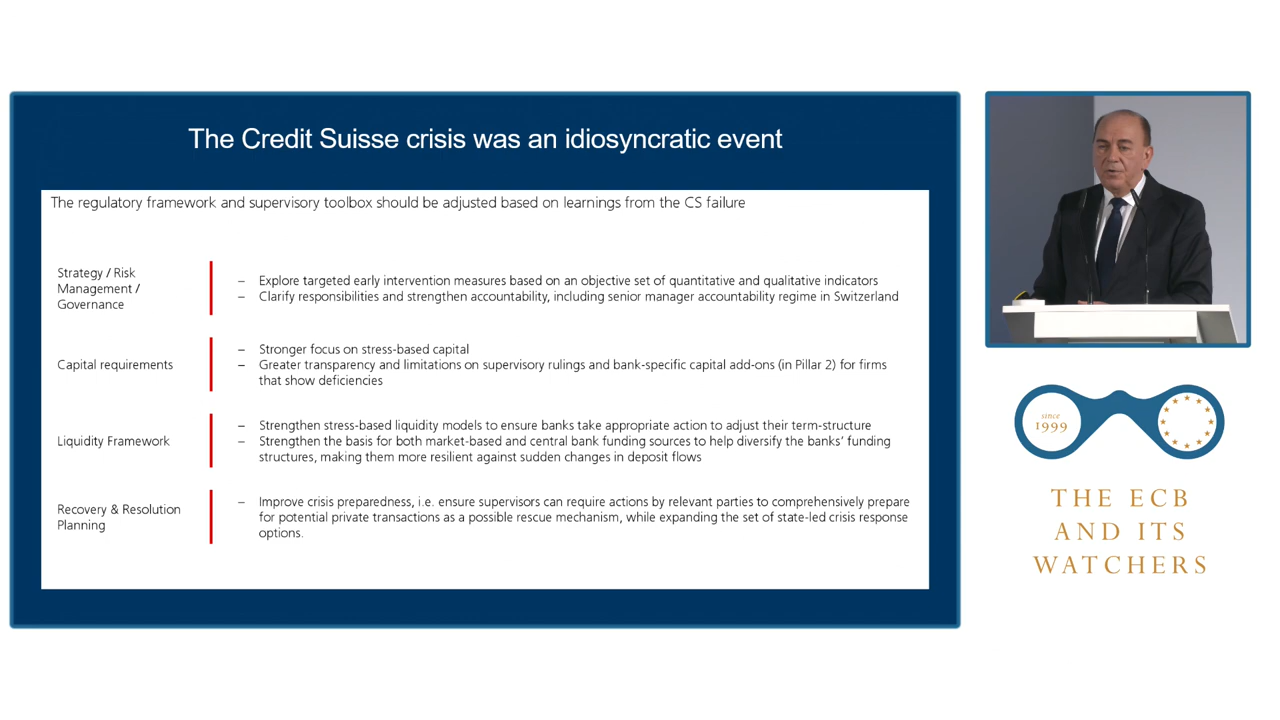 The Credit Suisse crisis was an idiosyncratic event
The regulatory framework and supervisory toolbox should be adjusted based on learnings from the CS failure
Strategy / Risk
Management /
Governance
– Explore targeted early intervention measures based on an objective set of quantitative and qualitative indicators
– Clarify responsibilities and strengthen accountability, including senior manager accountability regime in Switzerland
Capital requirements
– Stronger focus on stress-based capital
– Greater transparency and limitations on supervisory rulings and bank-specific capital add-ons (in Pillar 2) for firms
that show deficiencies
Liquidity Framework
– Strengthen stress-based liquidity models to ensure banks take appropriate action to adjust their term-structure
– Strengthen the basis for both market-based and central bank funding sources to help diversify the banks’ funding
structures, making them more resilient against sudden changes in deposit flows
Recovery & Resolution
Planning
– Improve crisis preparedness, i.e. ensure supervisors can require actions by relevant parties to comprehensively prepare
for potential private transactions as a possible rescue mechanism, while expanding the set of state-led crisis response
options.
since
1999
THE ECB
AND ITS
WATCHERS